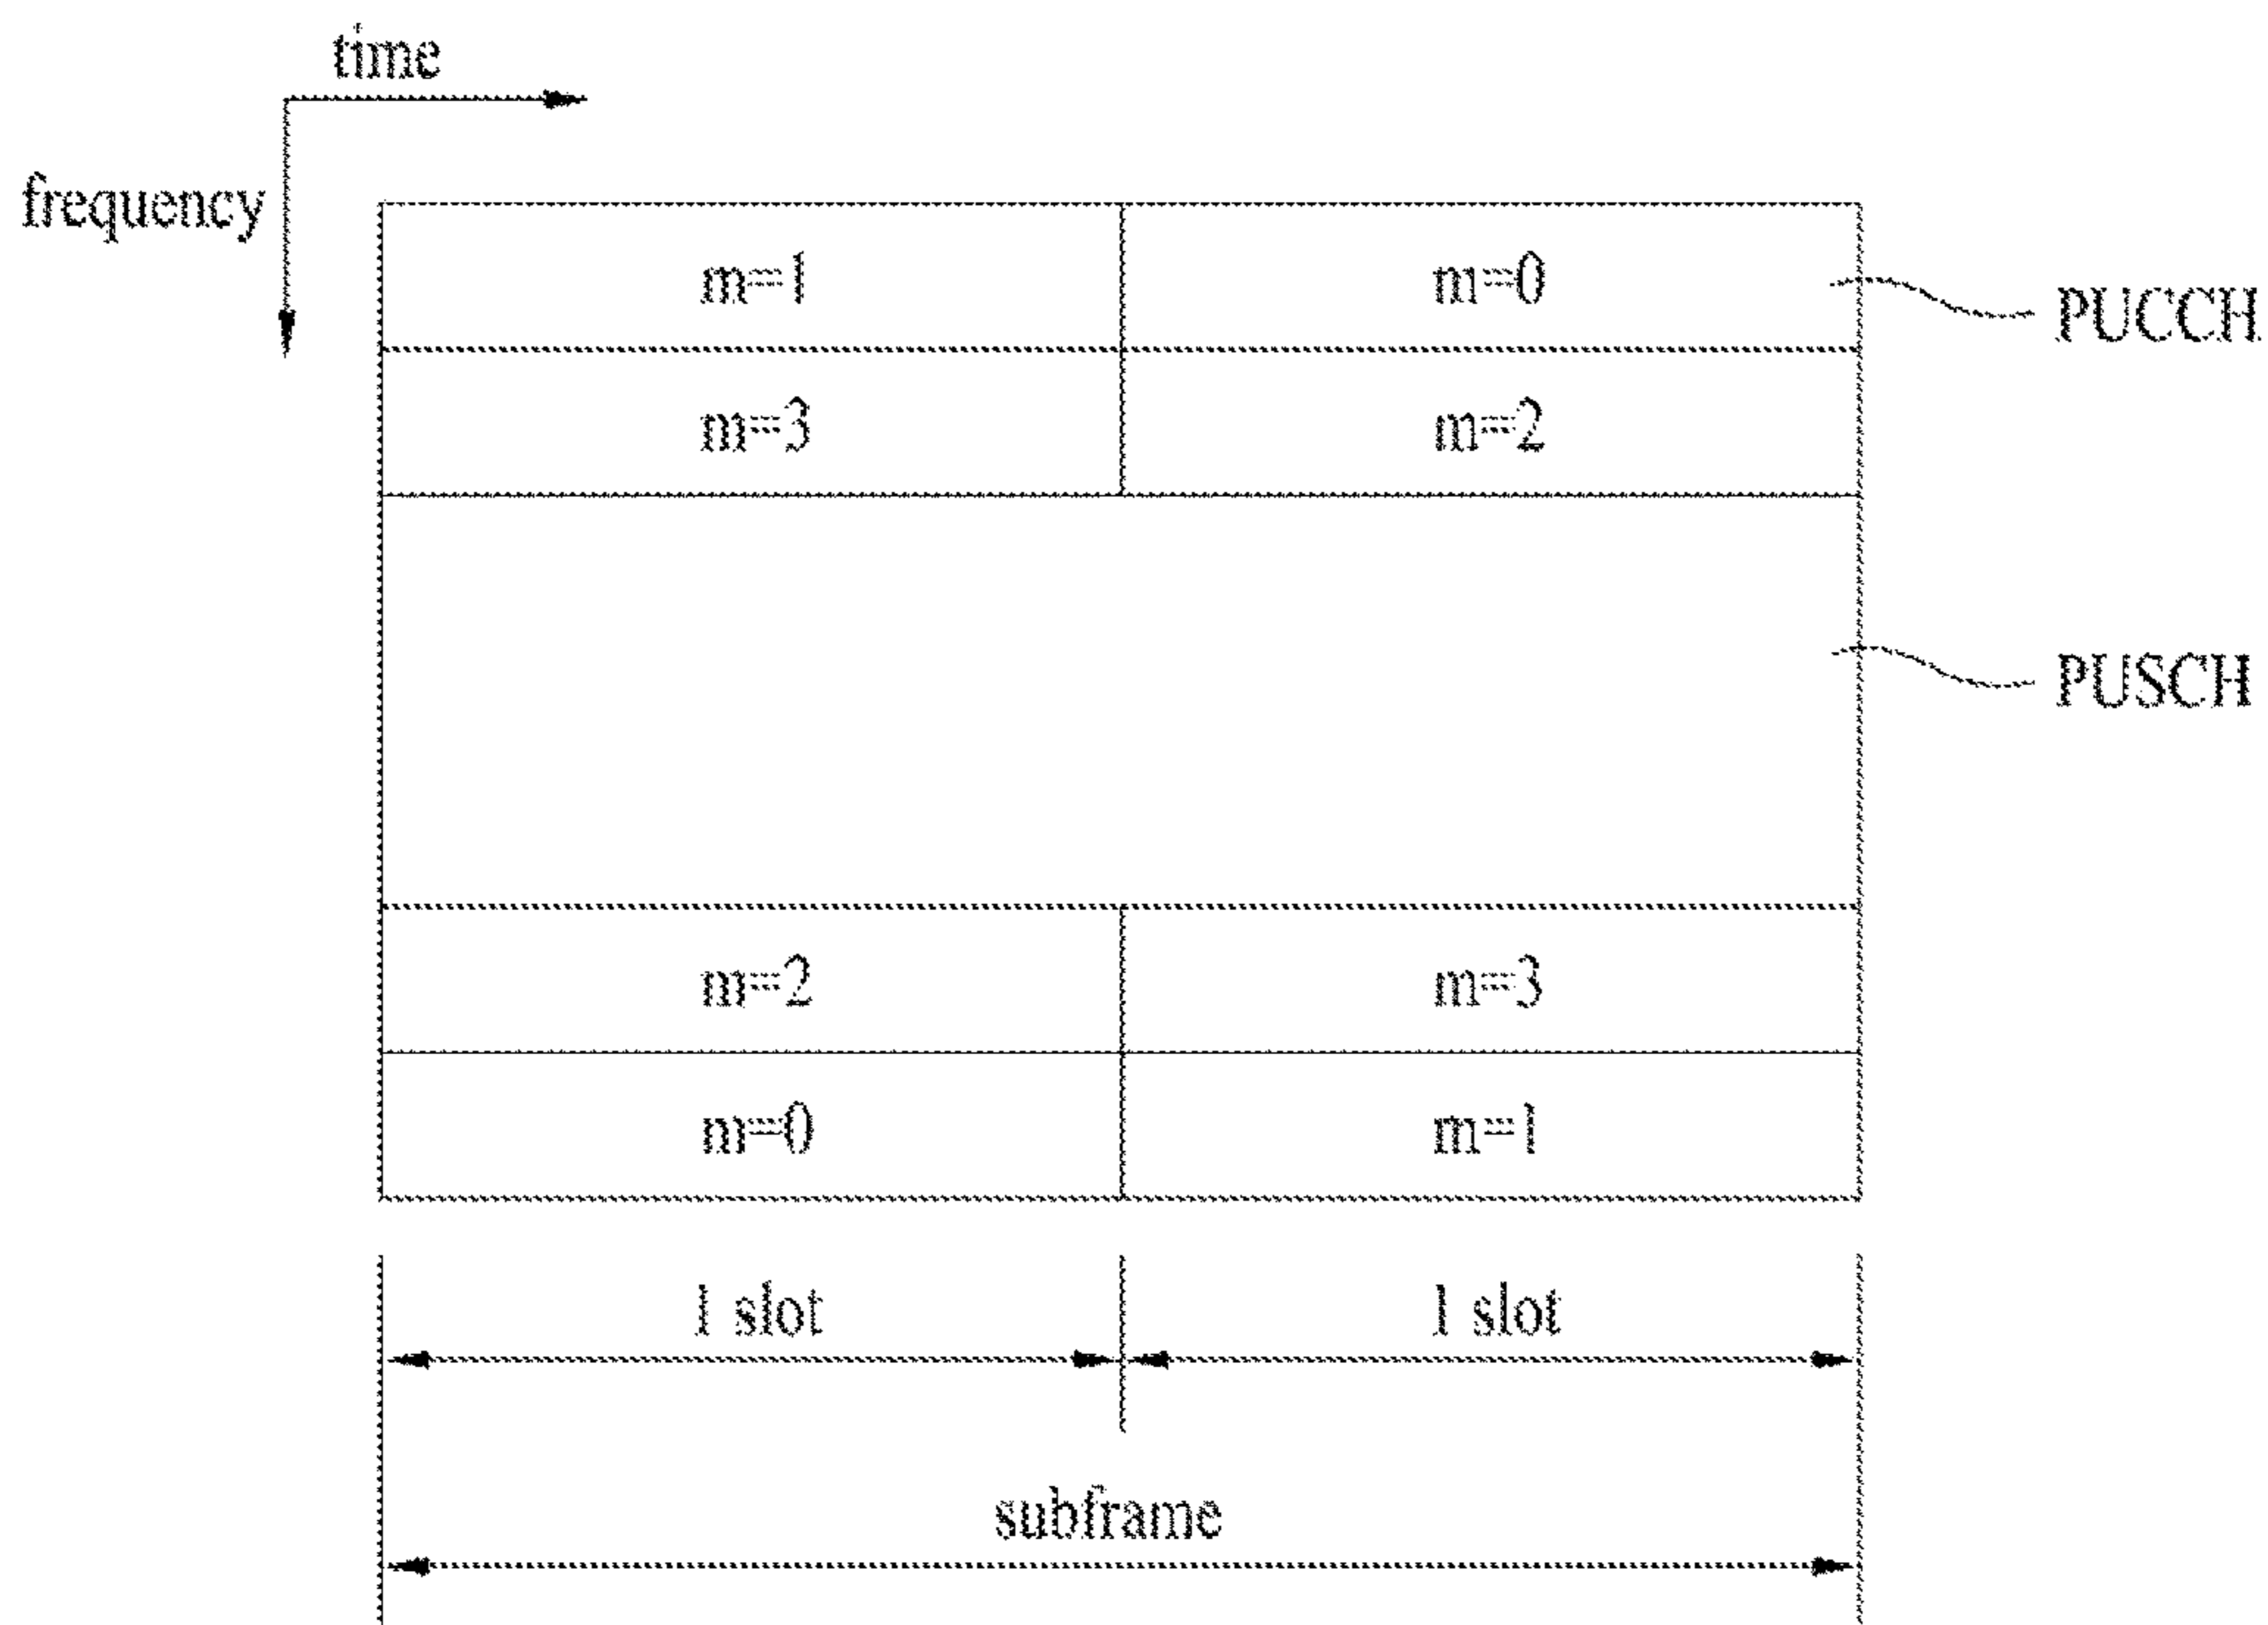 time
frequency
m=1
m=0
PUCCH
m=3
m=2
PUSCH
m=2
m=3
m=0
m=1
1 slot
1 slot
subframe